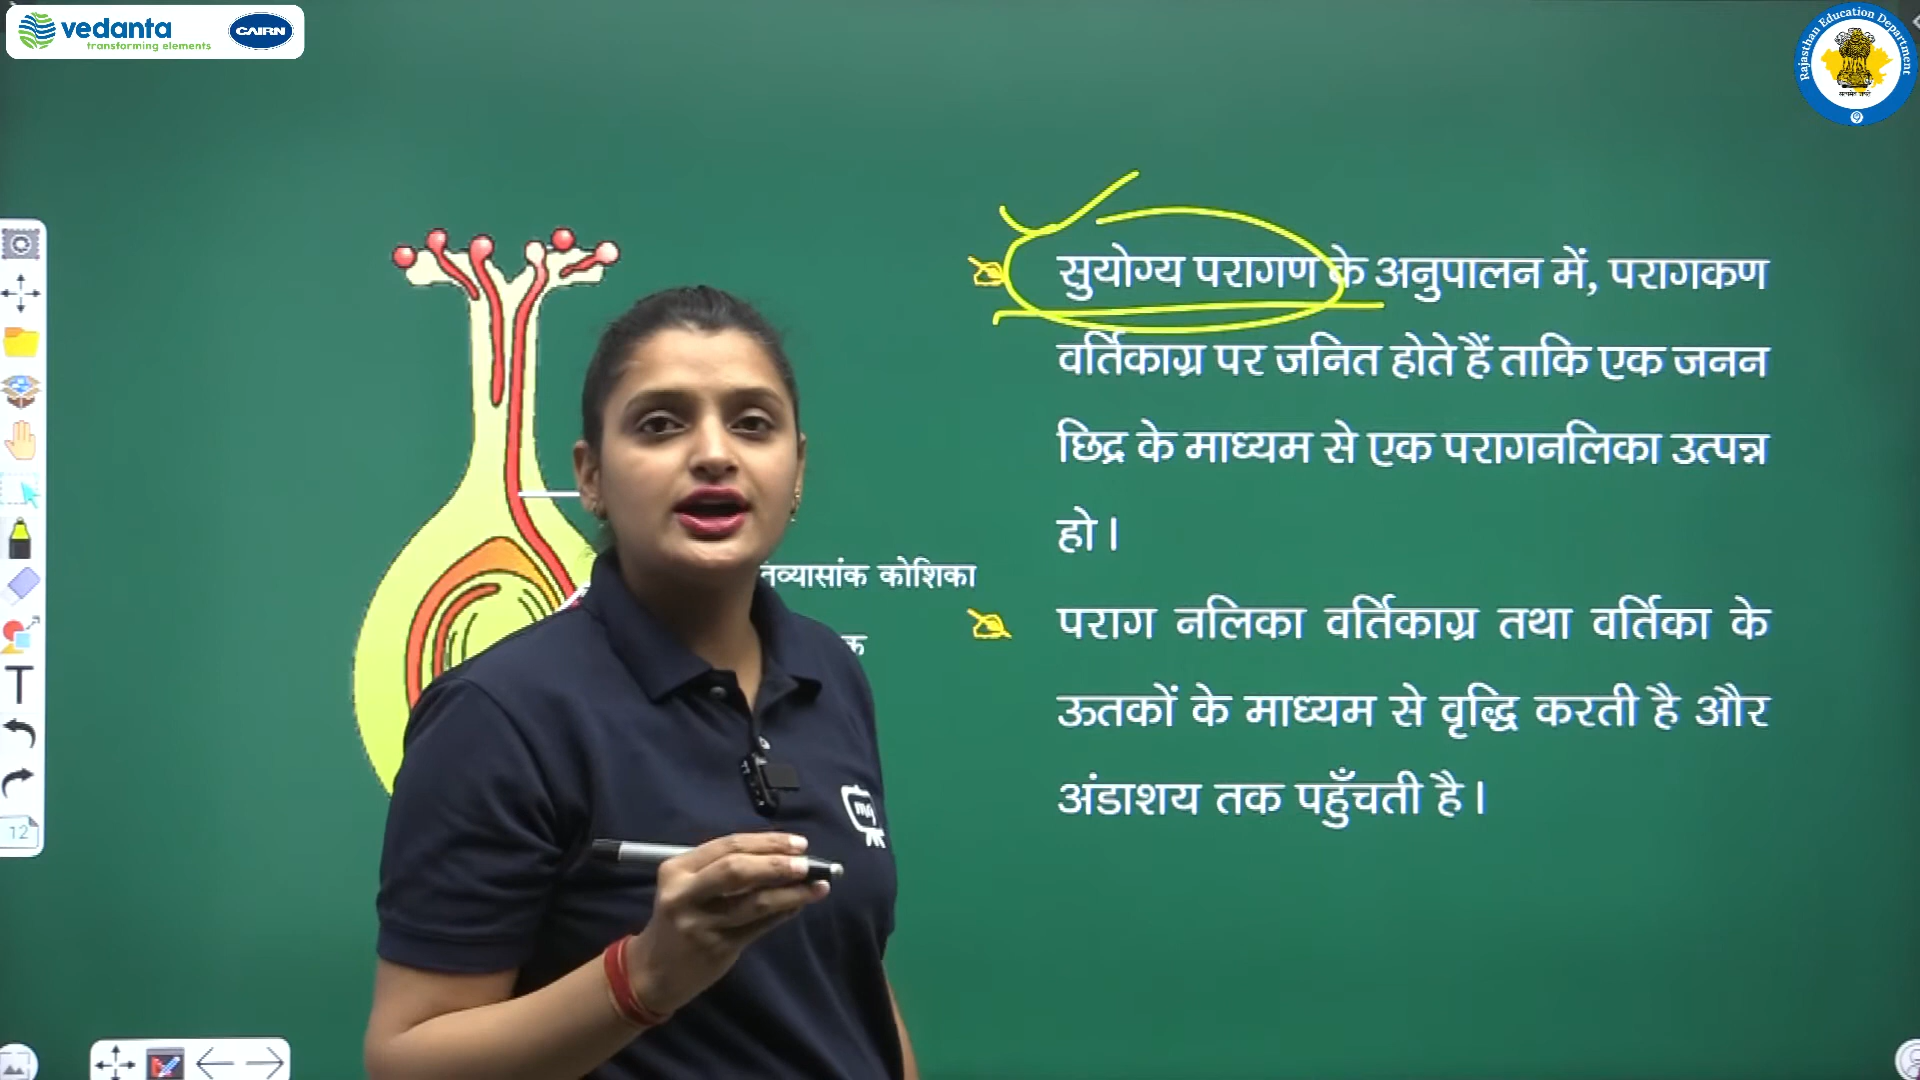 vedanta
transforming elements
CAIRN
Rajasthan Education Department
सुयोग्य परागण के अनुपालन में, परागकण
वर्तिकाग्र पर जनित होते हैं ताकि एक जनन
छिद्र के माध्यम से एक परागनलिका उत्पन्न
हो।
तव्यासांक कोशिका
क
पराग नलिका वर्तिकाग्र तथा वर्तिका के
ऊतकों के माध्यम से वृद्धि करती है और
अंडाशय तक पहुँचती है।
T
12